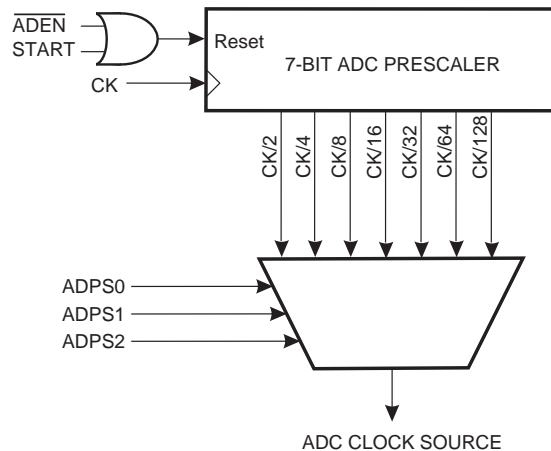 ADEN
START
Reset
7-BIT ADC PRESCALER
CK
CK/2
CK/4
CK/8
CK/16
CK/32
CK/64
CK/128
ADPS0
ADPS1
ADPS2
ADC CLOCK SOURCE